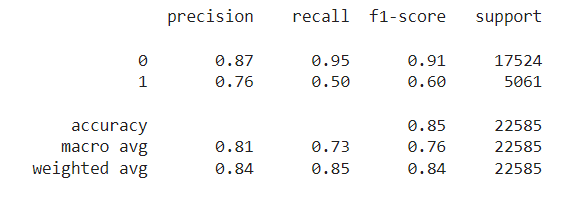 precision recall f1-score support
0 0.87 0.95 0.91 17524
1 0.76 0.50 0.60 5061
accuracy 0.85 22585
macro avg 0.81 0.73 0.76 22585
weighted avg 0.84 0.85 0.84 22585